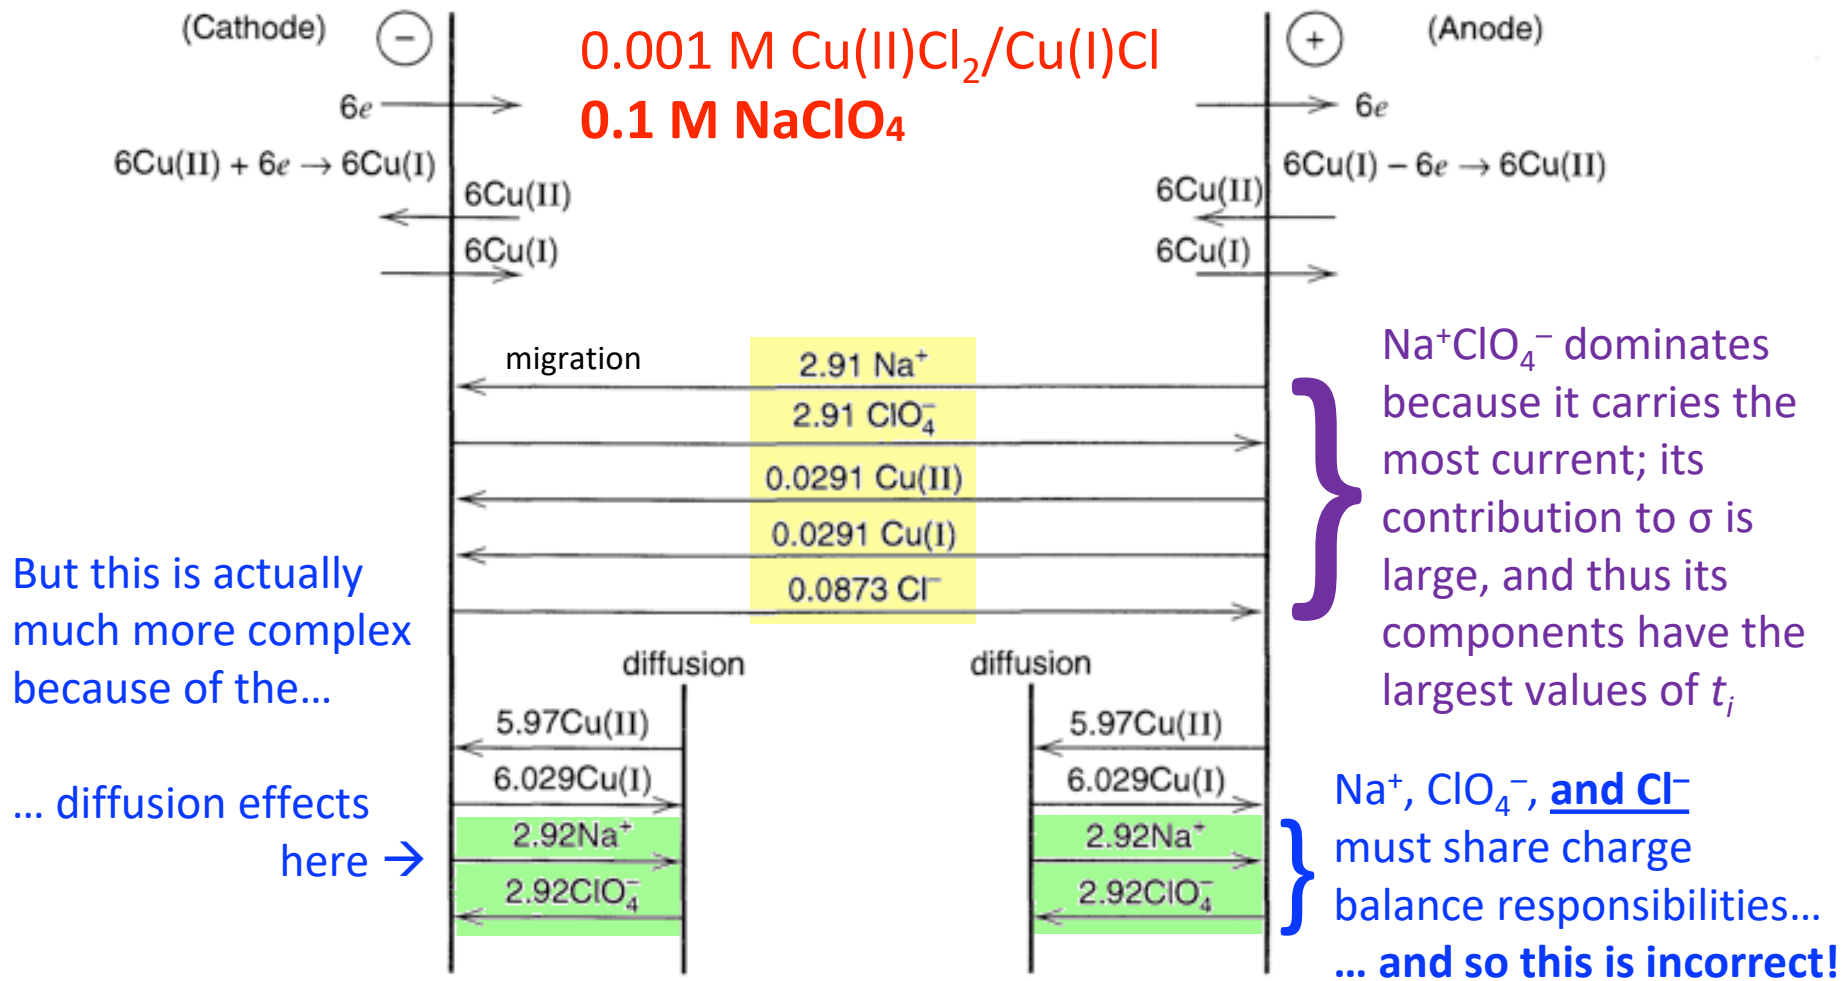 (Cathode)
−
0.001 M Cu(II)Cl₂/Cu(I)Cl
0.1 M NaClO₄
+
(Anode)
6e
6e
6Cu(II) + 6e → 6Cu(I)
6Cu(I) − 6e → 6Cu(II)
6Cu(II)
6Cu(II)
6Cu(I)
6Cu(I)
migration
2.91 Na⁺
2.91 ClO₄⁻
0.0291 Cu(II)
0.0291 Cu(I)
0.0873 Cl⁻
}
Na⁺ClO₄⁻ dominates
because it carries the
most current; its
contribution to σ is
large, and thus its
components have the
largest values of tᵢ
But this is actually
much more complex
because of the…
… diffusion effects
here →
diffusion
5.97Cu(II)
6.029Cu(I)
2.92Na⁺
2.92ClO₄⁻
diffusion
5.97Cu(II)
6.029Cu(I)
2.92Na⁺
2.92ClO₄⁻
}
Na⁺, ClO₄⁻, and Cl⁻
must share charge
balance responsibilities…
… and so this is incorrect!